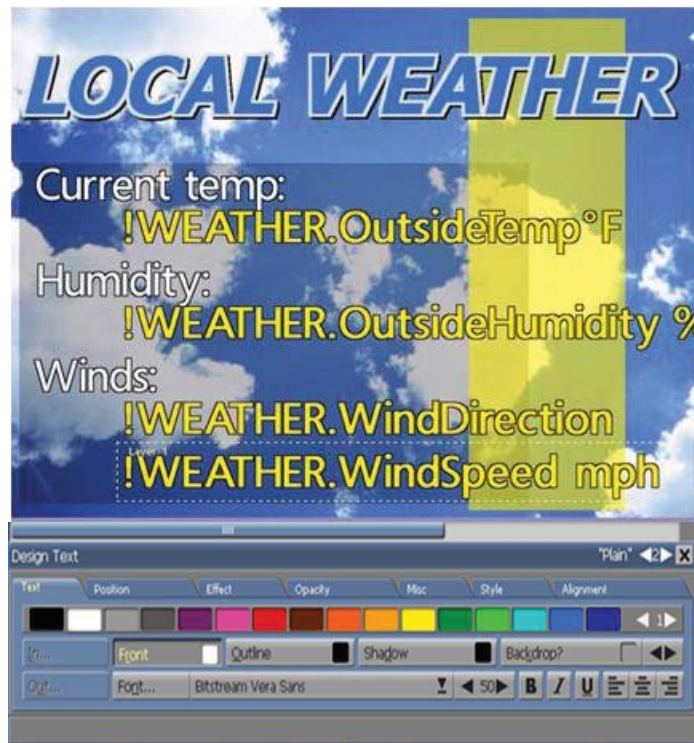 LOCAL WEATHER
Current temp:
!WEATHER.OutsideTemp°F
Humidity:
!WEATHER.OutsideHumidity %
Winds:
!WEATHER.WindDirection
!WEATHER.WindSpeed mph
Design Text "Plain" 2 X
Text Position Effect Opacity Misc Style Alignment
1
In... Front Outline Shadow Backdrop?
Out... Font... Bitstream Vera Sans 50 B I U